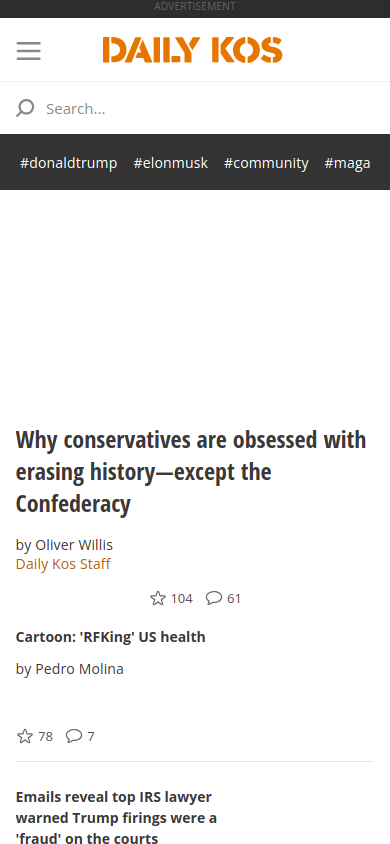 ADVERTISEMENT
DAILY KOS
Search...
#donaldtrump #elonmusk #community #maga
Why conservatives are obsessed with
erasing history—except the
Confederacy
by Oliver Willis
Daily Kos Staff
104 61
Cartoon: 'RFKing' US health
by Pedro Molina
78 7
Emails reveal top IRS lawyer
warned Trump firings were a
'fraud' on the courts